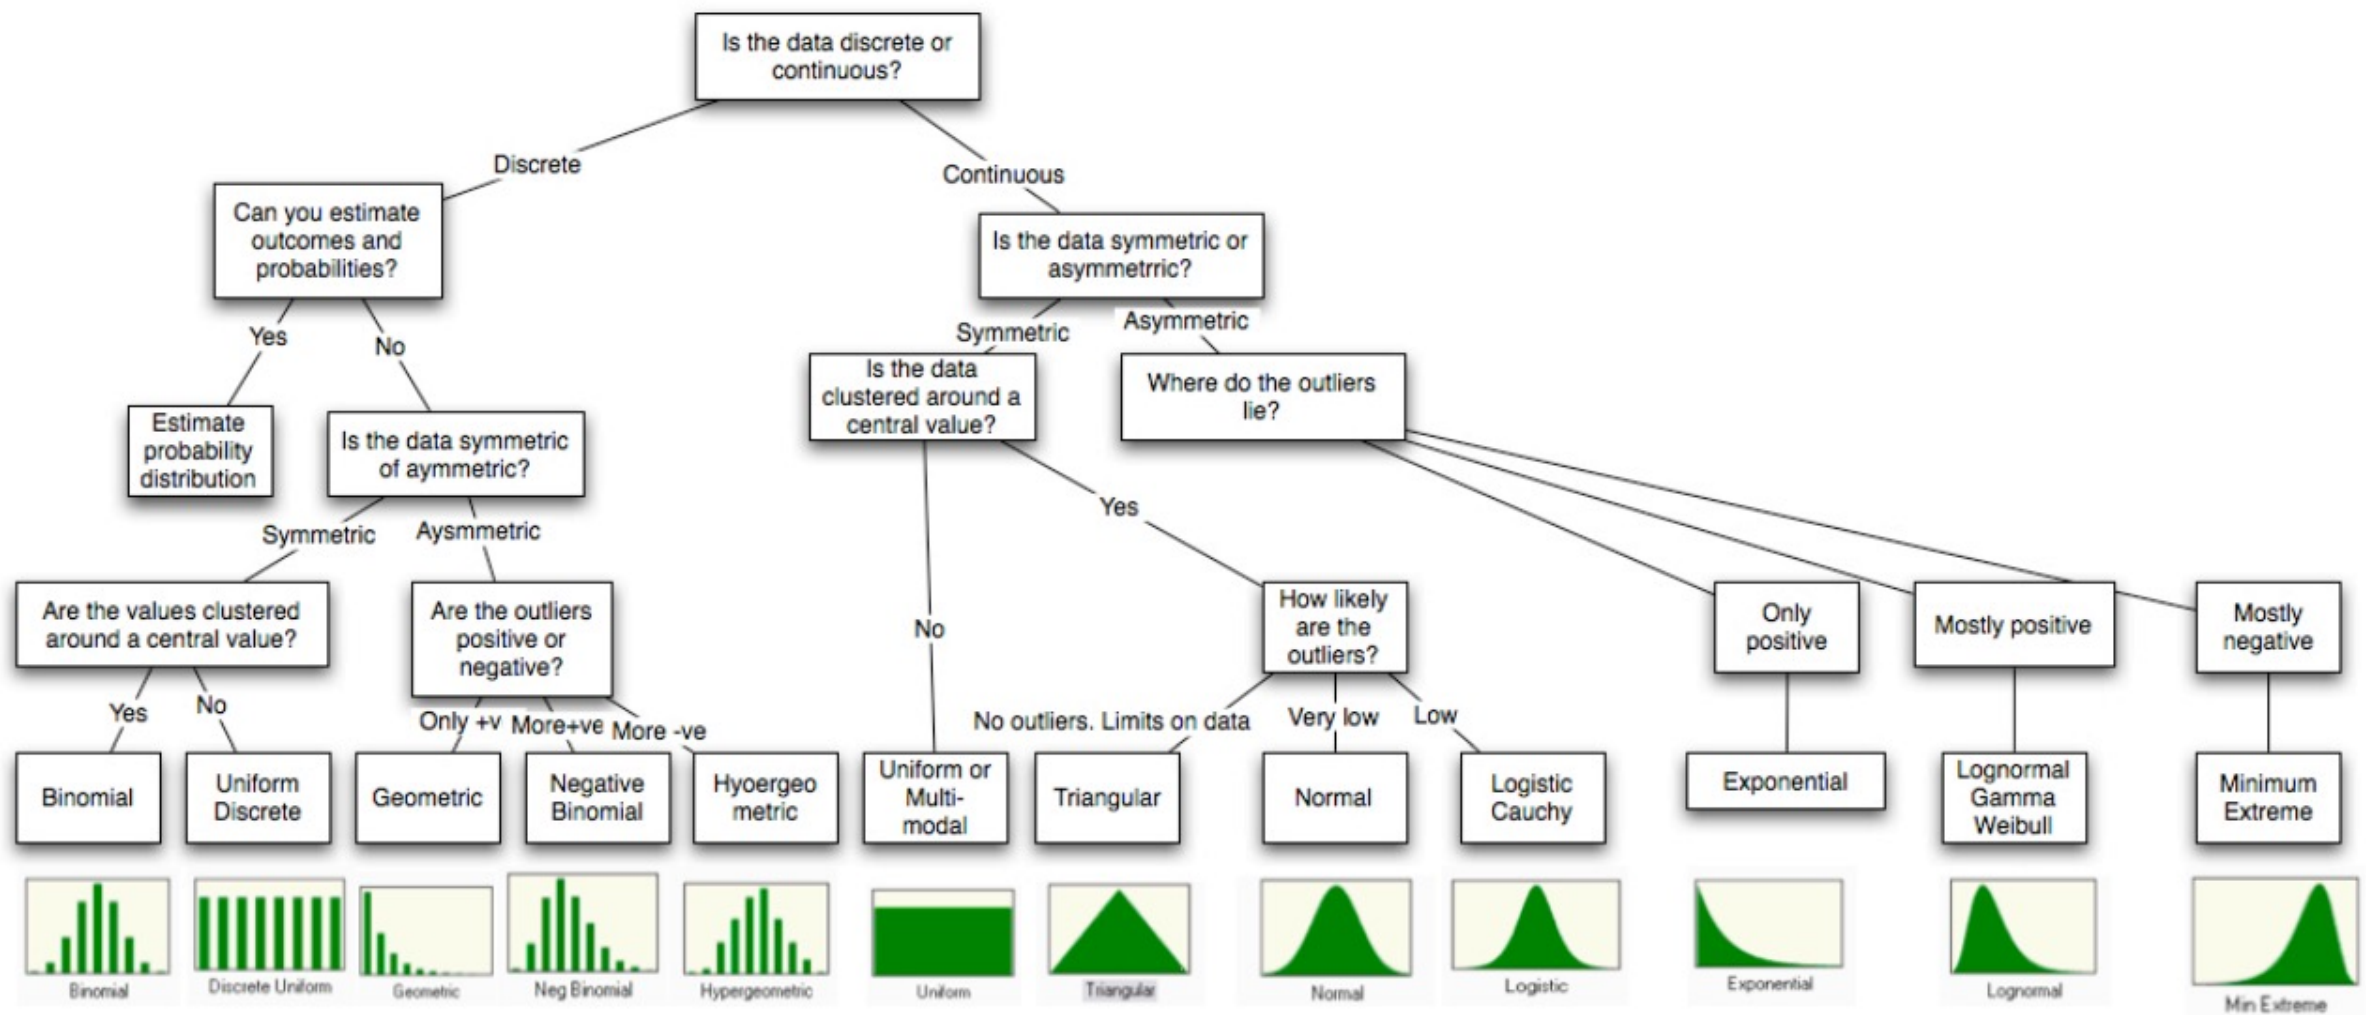 Is the data discrete or
continuous?
Discrete
Continuous
Can you estimate
outcomes and
probabilities?
Is the data symmetric or
asymmetrric?
Yes
No
Symmetric
Asymmetric
Estimate
probability
distribution
Is the data symmetric
of aymmetric?
Is the data
clustered around a
central value?
Where do the outliers
lie?
Symmetric
Aysmmetric
Yes
No
Are the values clustered
around a central value?
Are the outliers
positive or
negative?
How likely
are the
outliers?
Only
positive
Mostly positive
Mostly
negative
Yes
No
Only +v
More+ve
More -ve
No outliers. Limits on data
Very low
Low
Binomial
Uniform
Discrete
Geometric
Negative
Binomial
Hyoergeo
metric
Uniform or
Multi-
modal
Triangular
Normal
Logistic
Cauchy
Exponential
Lognormal
Gamma
Weibull
Minimum
Extreme
Binomial
Discrete Uniform
Geometric
Neg Binomial
Hypergeometric
Uniform
Triangular
Normal
Logistic
Exponential
Lognormal
Min Extreme